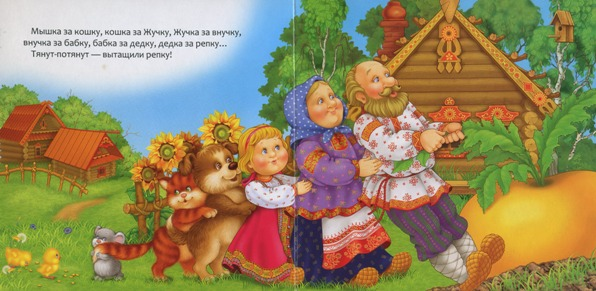 Мышка за кошку, кошка за Жучку, Жучка за внучку,
внучка за бабку, бабка за дедку, дедка за репку...
Тянут-потянут — вытащили репку!